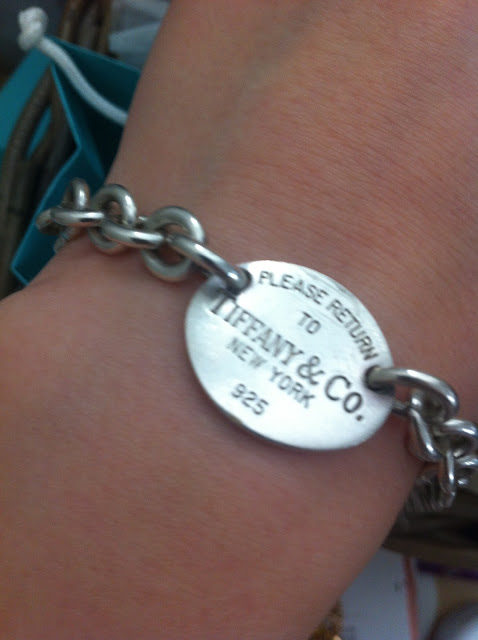 PLEASE RETURN
TO
TIFFANY & CO.
NEW YORK
925